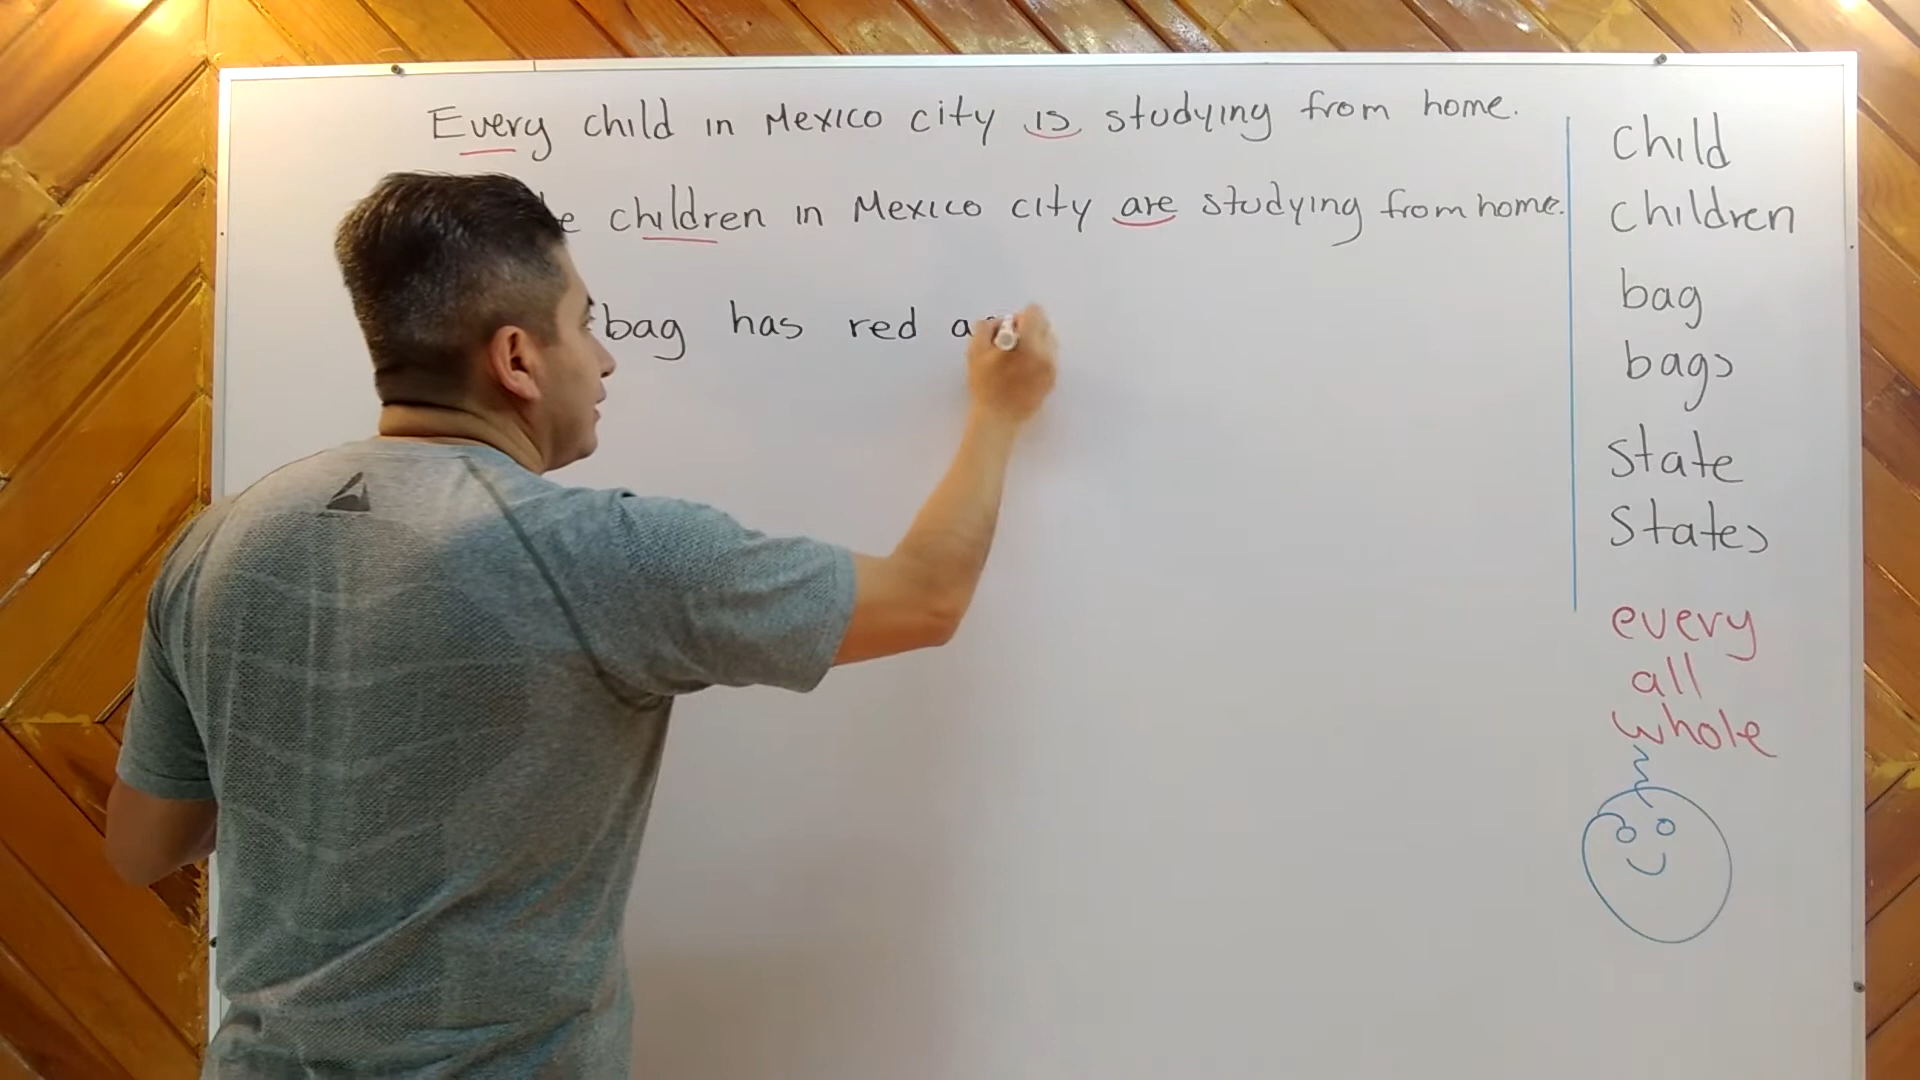 Every child in Mexico city is studying from home.
children in Mexico city are studying from home.
bag has red
child
children
bag
bags
state
States
every
all
whole